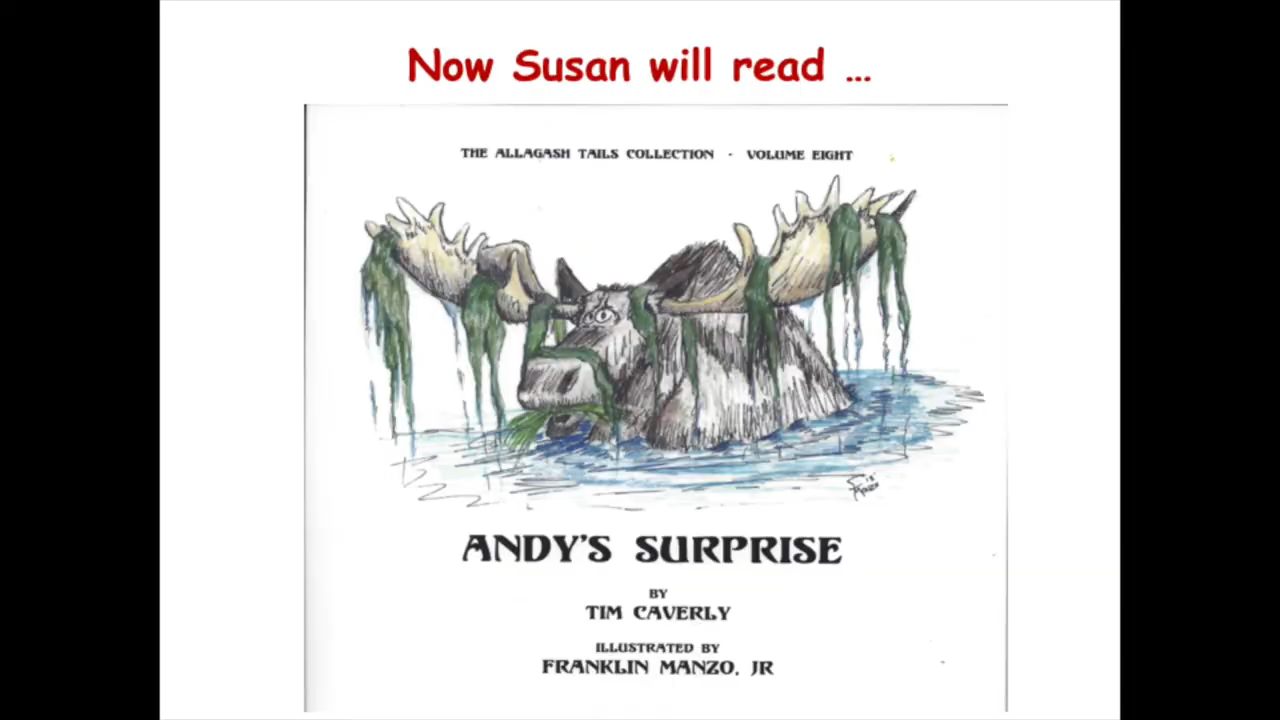 Now Susan will read ...
THE ALLAGASH TAILS COLLECTION · VOLUME EIGHT
ANDY'S SURPRISE
BY
TIM CAVERLY
ILLUSTRATED BY
FRANKLIN MANZO, JR